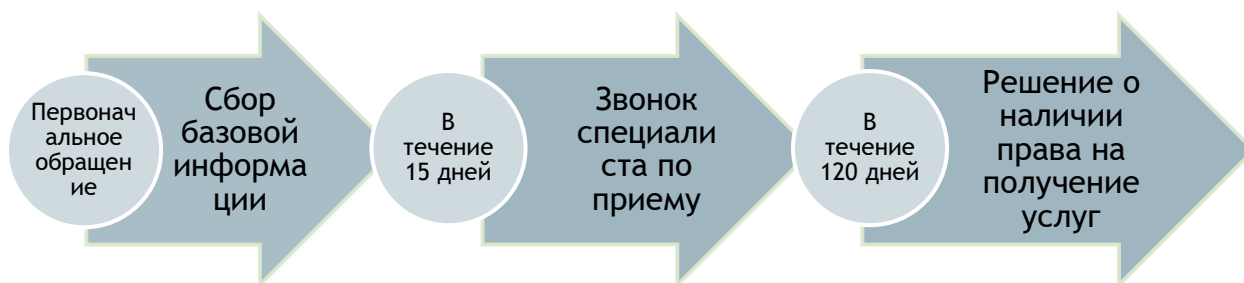 Первонач
альное
обращен
ие
Сбор
базовой
информа
ции
В
течение
15 дней
Звонок
специали
ста по
приему
В
течение
120 дней
Решение о
наличии
права на
получение
услуг